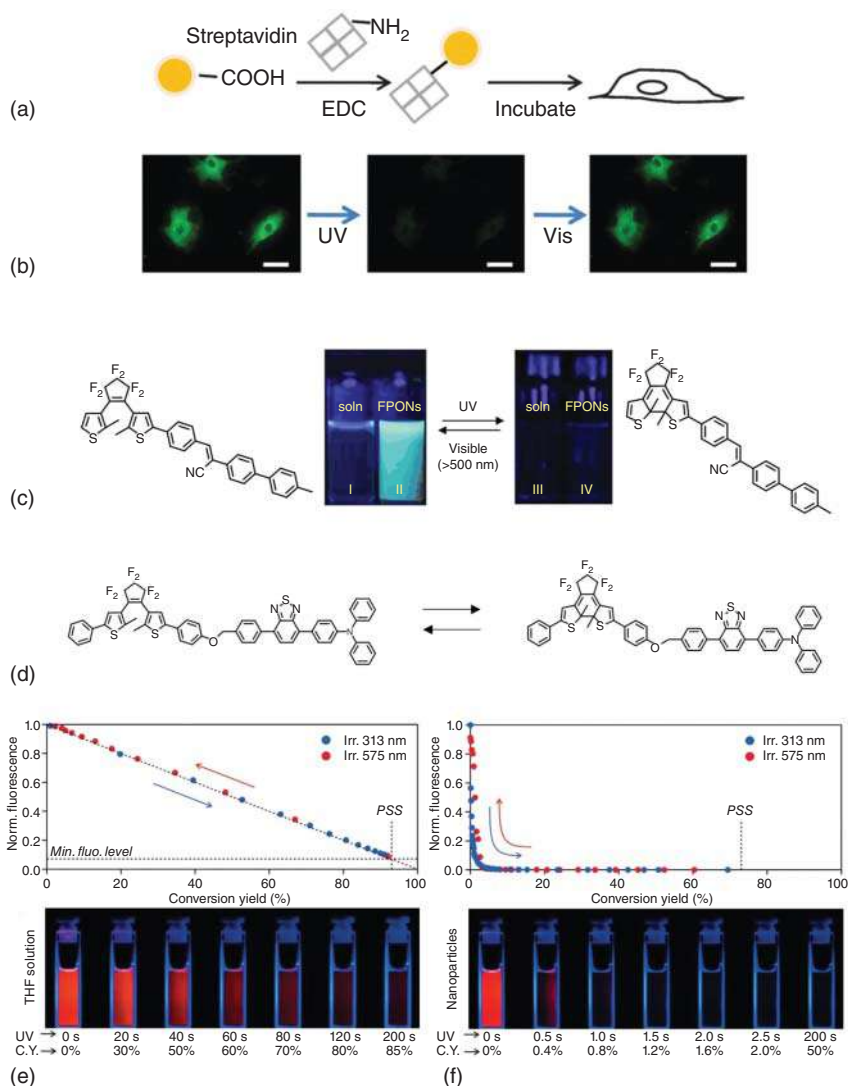 Streptavidin
NH2
COOH
EDC
Incubate
(a)
UV
Vis
(b)
F2
F2 F2
S
S
NC
soln FPONs
I II
UV
Visible
(>500 nm)
soln FPONs
III IV
F2
F2 F2
S S
NC
(c)
F2
F2 F2
S
S
O
S
N N
N
F2
F2 F2
S S
O
S
N N
N
(d)
Norm. fluorescence
1.0
0.8
0.6
0.4
0.2
0.0
Irr. 313 nm
Irr. 575 nm
PSS
Min. fluo. level
0 20 40 60 80 100
Conversion yield (%)
THF solution
UV → 0 s 20 s 40 s 60 s 80 s 120 s 200 s
C.Y. → 0% 30% 50% 60% 70% 80% 85%
(e)
Norm. fluorescence
1.0
0.8
0.6
0.4
0.2
0.0
Irr. 313 nm
Irr. 575 nm
PSS
0 20 40 60 80 100
Conversion yield (%)
Nanoparticles
UV → 0 s 0.5 s 1.0 s 1.5 s 2.0 s 2.5 s 200 s
C.Y. → 0% 0.4% 0.8% 1.2% 1.6% 2.0% 50%
(f)